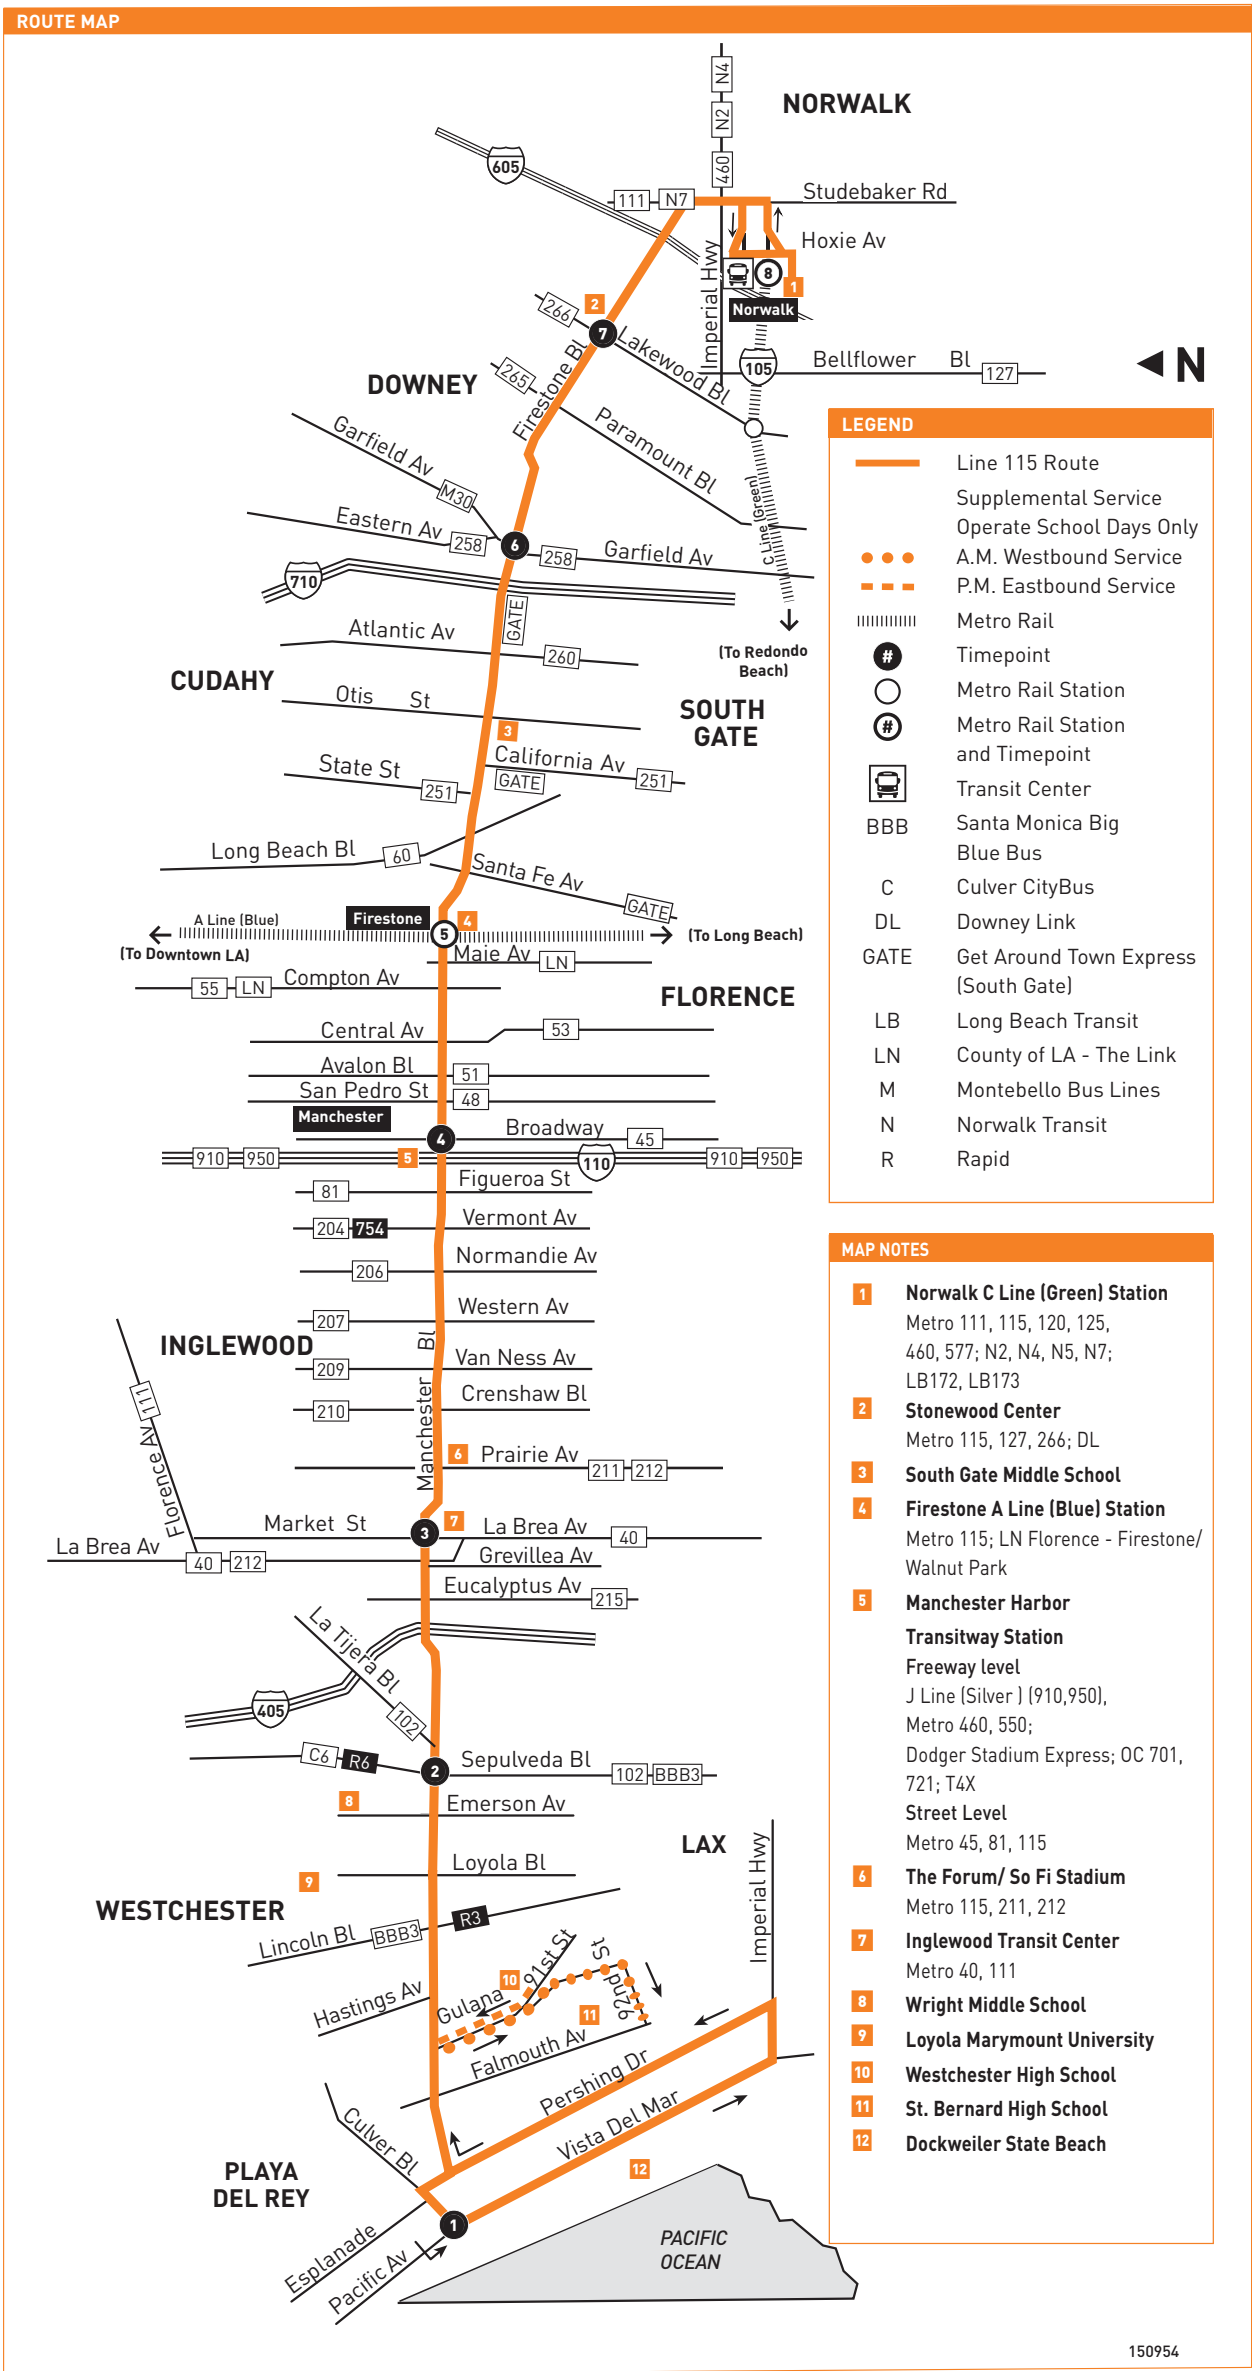 ROUTE MAP
N4
N2
460
NORWALK
605
111
N7
Studebaker Rd
Hoxie Av
8
1
Norwalk
Imperial Hwy
2
266
7
Lakewood Bl
105
Bellflower Bl
127
N
265
DOWNEY
Firestone Bl
Paramount Bl
Garfield Av
M30
C Line (Green)
Eastern Av
258
6
258
Garfield Av
710
GATE
Atlantic Av
260
(To Redondo
Beach)
CUDAHY
Otis St
SOUTH
GATE
3
California Av
State St
GATE
251
251
Long Beach Bl
60
Santa Fe Av
GATE
A Line (Blue)
Firestone
4
5
(To Downtown LA)
(To Long Beach)
Maie Av
LN
55
LN
Compton Av
FLORENCE
Central Av
53
Avalon Bl
51
San Pedro St
48
Manchester
4
Broadway
45
910
950
5
110
910
950
81
Figueroa St
204
754
Vermont Av
206
Normandie Av
207
Western Av
INGLEWOOD
Manchester Bl
209
Van Ness Av
210
Crenshaw Bl
111
Florence Av
6
Prairie Av
211
212
Market St
3
7
La Brea Av
40
La Brea Av
40
212
Grevillea Av
Eucalyptus Av
215
La Tijera Bl
102
405
C6
R6
2
Sepulveda Bl
102
BBB3
8
Emerson Av
LAX
Imperial Hwy
9
Loyola Bl
WESTCHESTER
Lincoln Bl
BBB3
R3
Hastings Av
Gulana
10
91st St
92nd St
11
Falmouth Av
Pershing Dr
Vista Del Mar
Culver Bl
12
PLAYA
DEL REY
1
Esplanade
Pacific Av
PACIFIC
OCEAN
LEGEND
Line 115 Route
Supplemental Service
Operate School Days Only
A.M. Westbound Service
P.M. Eastbound Service
Metro Rail
# Timepoint
Metro Rail Station
# Metro Rail Station
and Timepoint
Transit Center
BBB Santa Monica Big
Blue Bus
C Culver CityBus
DL Downey Link
GATE Get Around Town Express
(South Gate)
LB Long Beach Transit
LN County of LA - The Link
M Montebello Bus Lines
N Norwalk Transit
R Rapid
MAP NOTES
1 Norwalk C Line (Green) Station
Metro 111, 115, 120, 125,
460, 577; N2, N4, N5, N7;
LB172, LB173
2 Stonewood Center
Metro 115, 127, 266; DL
3 South Gate Middle School
4 Firestone A Line (Blue) Station
Metro 115; LN Florence - Firestone/
Walnut Park
5 Manchester Harbor
Transitway Station
Freeway level
J Line (Silver ) (910,950),
Metro 460, 550;
Dodger Stadium Express; OC 701,
721; T4X
Street Level
Metro 45, 81, 115
6 The Forum/ So Fi Stadium
Metro 115, 211, 212
7 Inglewood Transit Center
Metro 40, 111
8 Wright Middle School
9 Loyola Marymount University
10 Westchester High School
11 St. Bernard High School
12 Dockweiler State Beach
150954